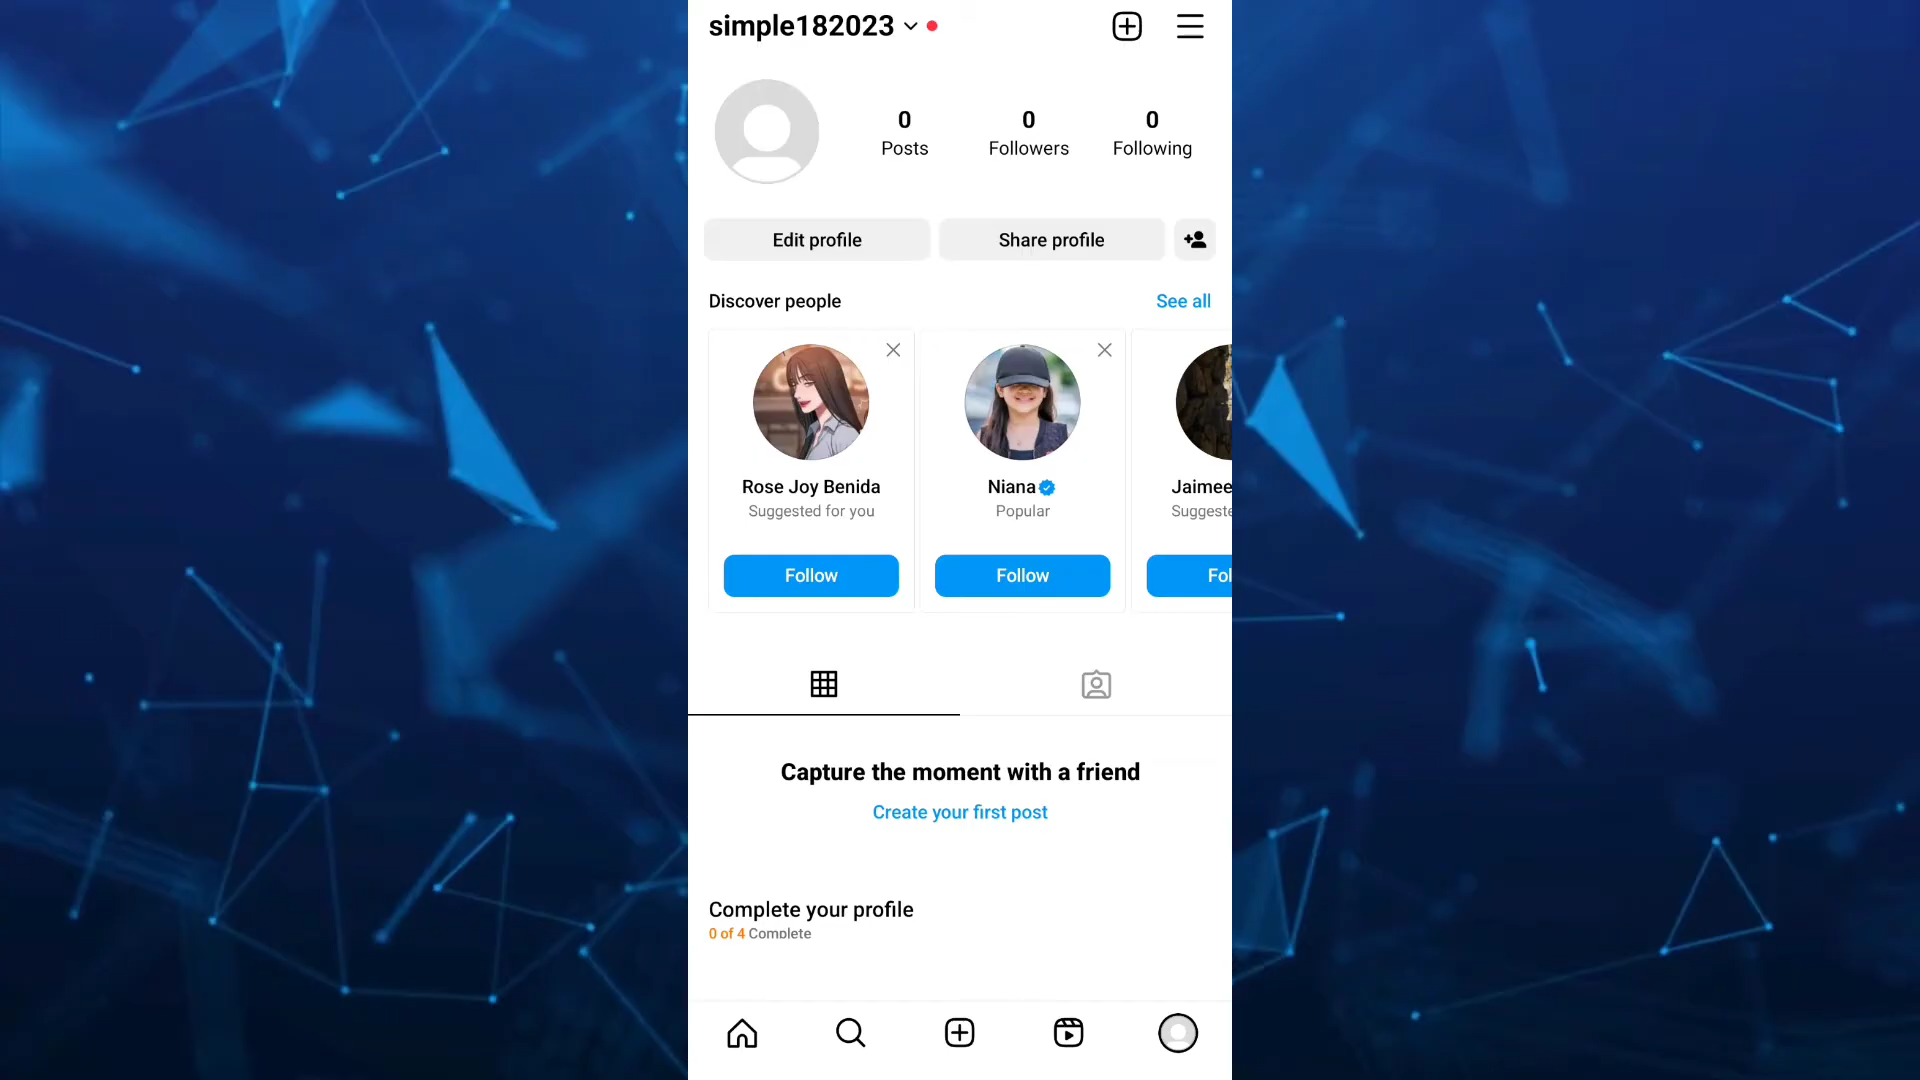 simple182023
0 0 0
Posts Followers Following
Edit profile Share profile
Discover people See all
Rose Joy Benida Niana Jaimee
Suggested for you Popular Suggeste
Follow Follow Fol
Capture the moment with a friend
Create your first post
Complete your profile
0 of 4 Complete